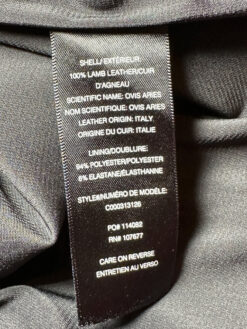 SHELL/ EXTÉRIEUR:
100% LAMB LEATHER/CUIR
D'AGNEAU
SCIENTIFIC NAME: OVIS ARIES
NOM SCIENTIFIQUE: OVIS ARIES
LEATHER ORIGIN: ITALY
ORIGINE DU CUIR: ITALIE
LINING/DOUBLURE:
94% POLYESTER/POLYESTER
6% ELASTANE/ÉLASTHANNE
STYLE/NUMÉRO DE MODÈLE:
C000313126
PO# 114082
RN# 107677
CARE ON REVERSE
ENTRETIEN AU VERSO